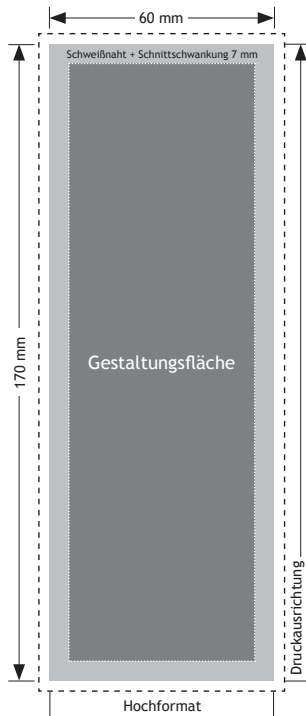 60 mm
Schweißnaht + Schnittschwankung 7 mm
170 mm
Gestaltungsfläche
Druckausrichtung
Hochformat